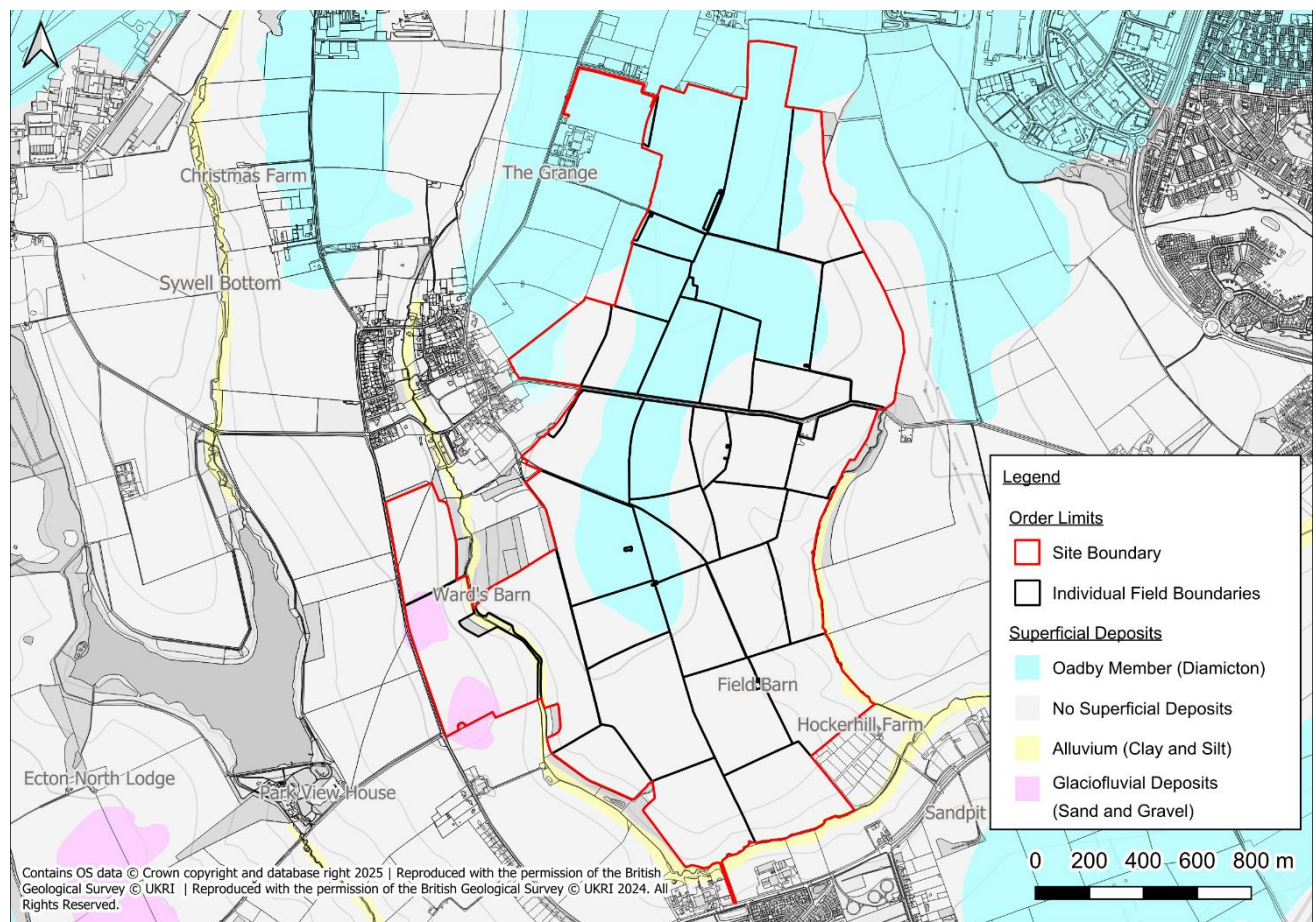 The Grange
Christmas Farm
Sywell Bottom
Ward's Barn
Field Barn
Hockerhill Farm
Ecton North Lodge
Park View House
Sandpit
Legend
Order Limits
Site Boundary
Individual Field Boundaries
Superficial Deposits
Oadby Member (Diamicton)
No Superficial Deposits
Alluvium (Clay and Silt)
Glaciofluvial Deposits
(Sand and Gravel)
0 200 400 600 800 m
Contains OS data © Crown copyright and database right 2025 | Reproduced with the permission of the British
Geological Survey © UKRI | Reproduced with the permission of the British Geological Survey © UKRI 2024. All
Rights Reserved.